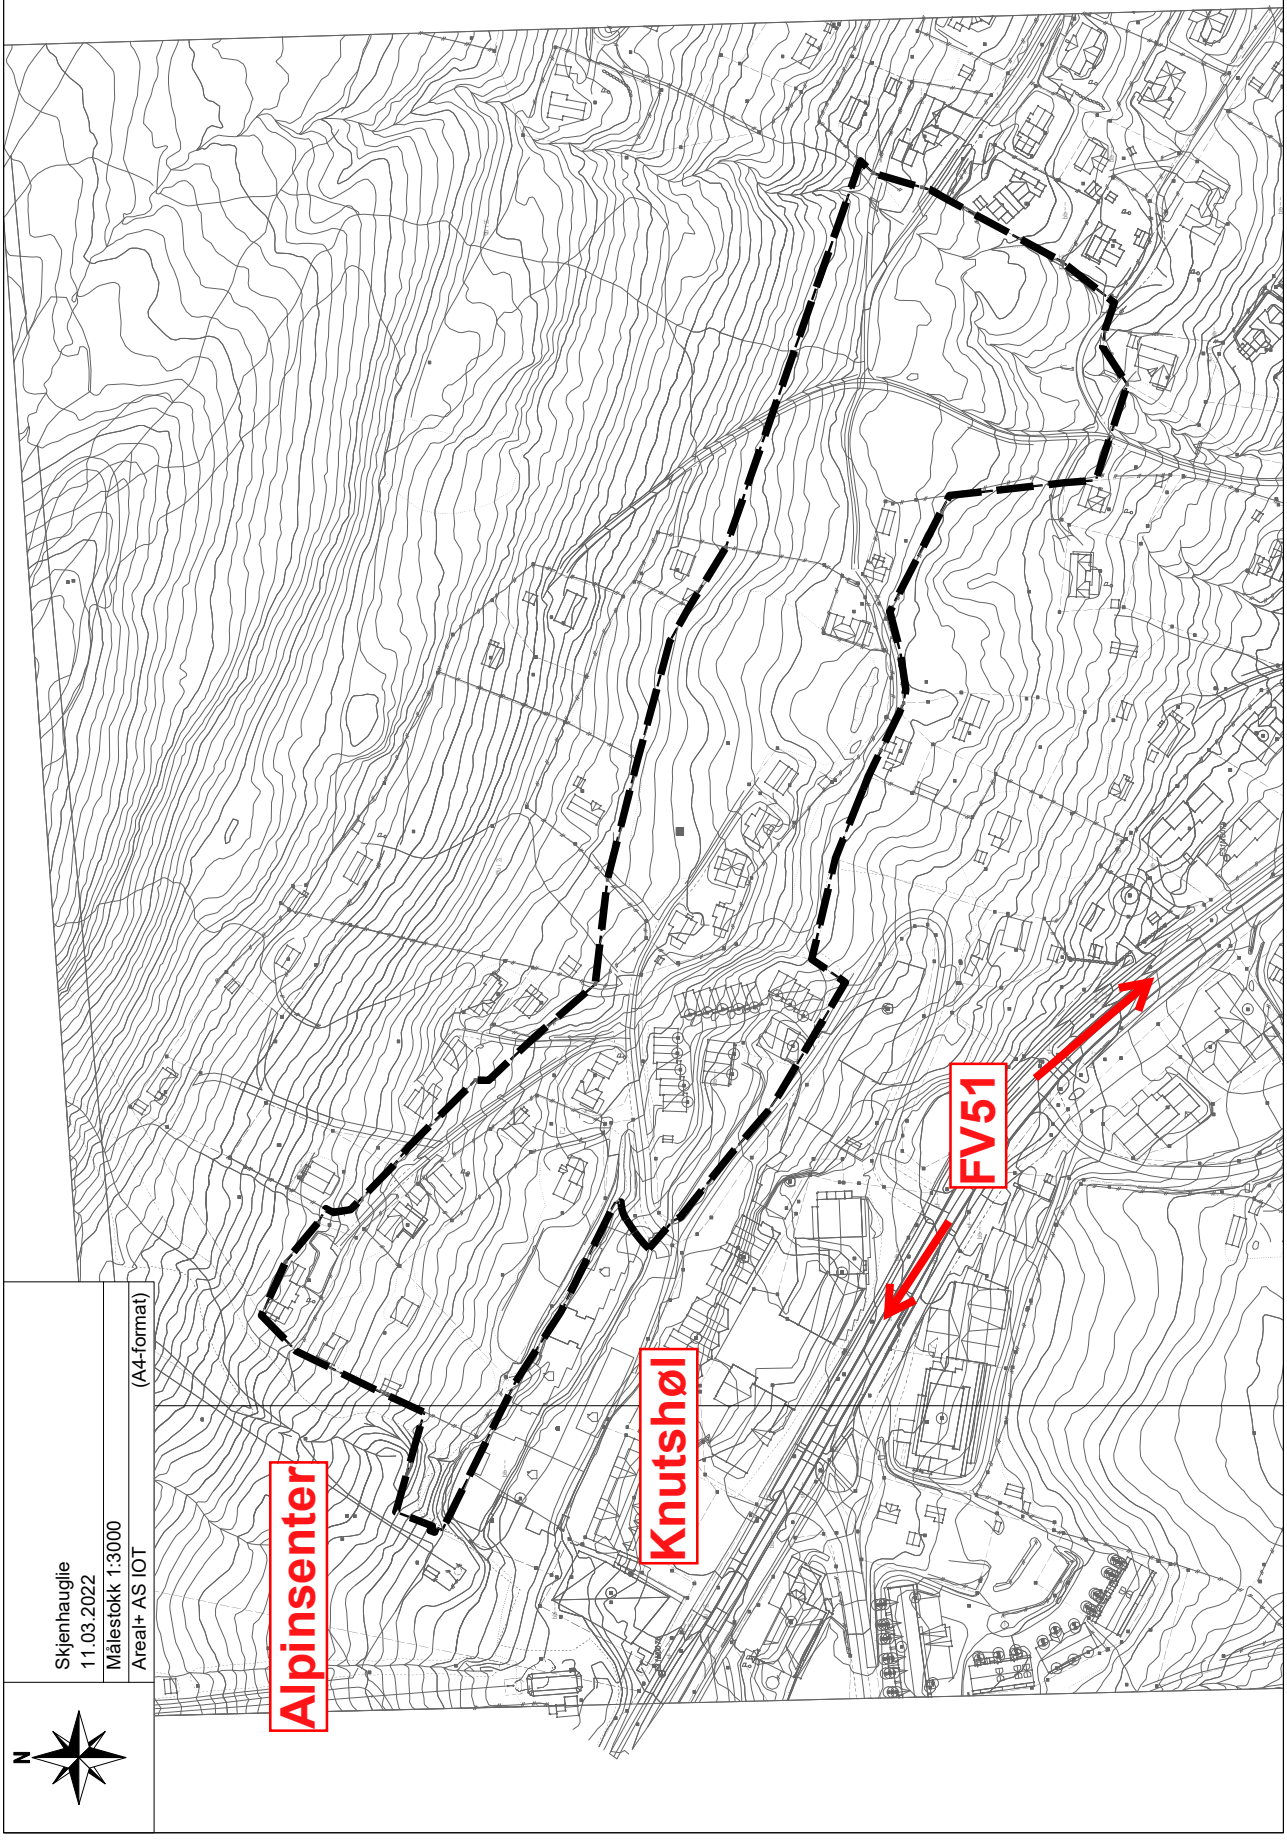 N
Skjenhauglie
11.03.2022
Målestokk 1:3000
(A4-format)
Areal+ AS IOT
Alpinsenter
Knutshøl
FV51